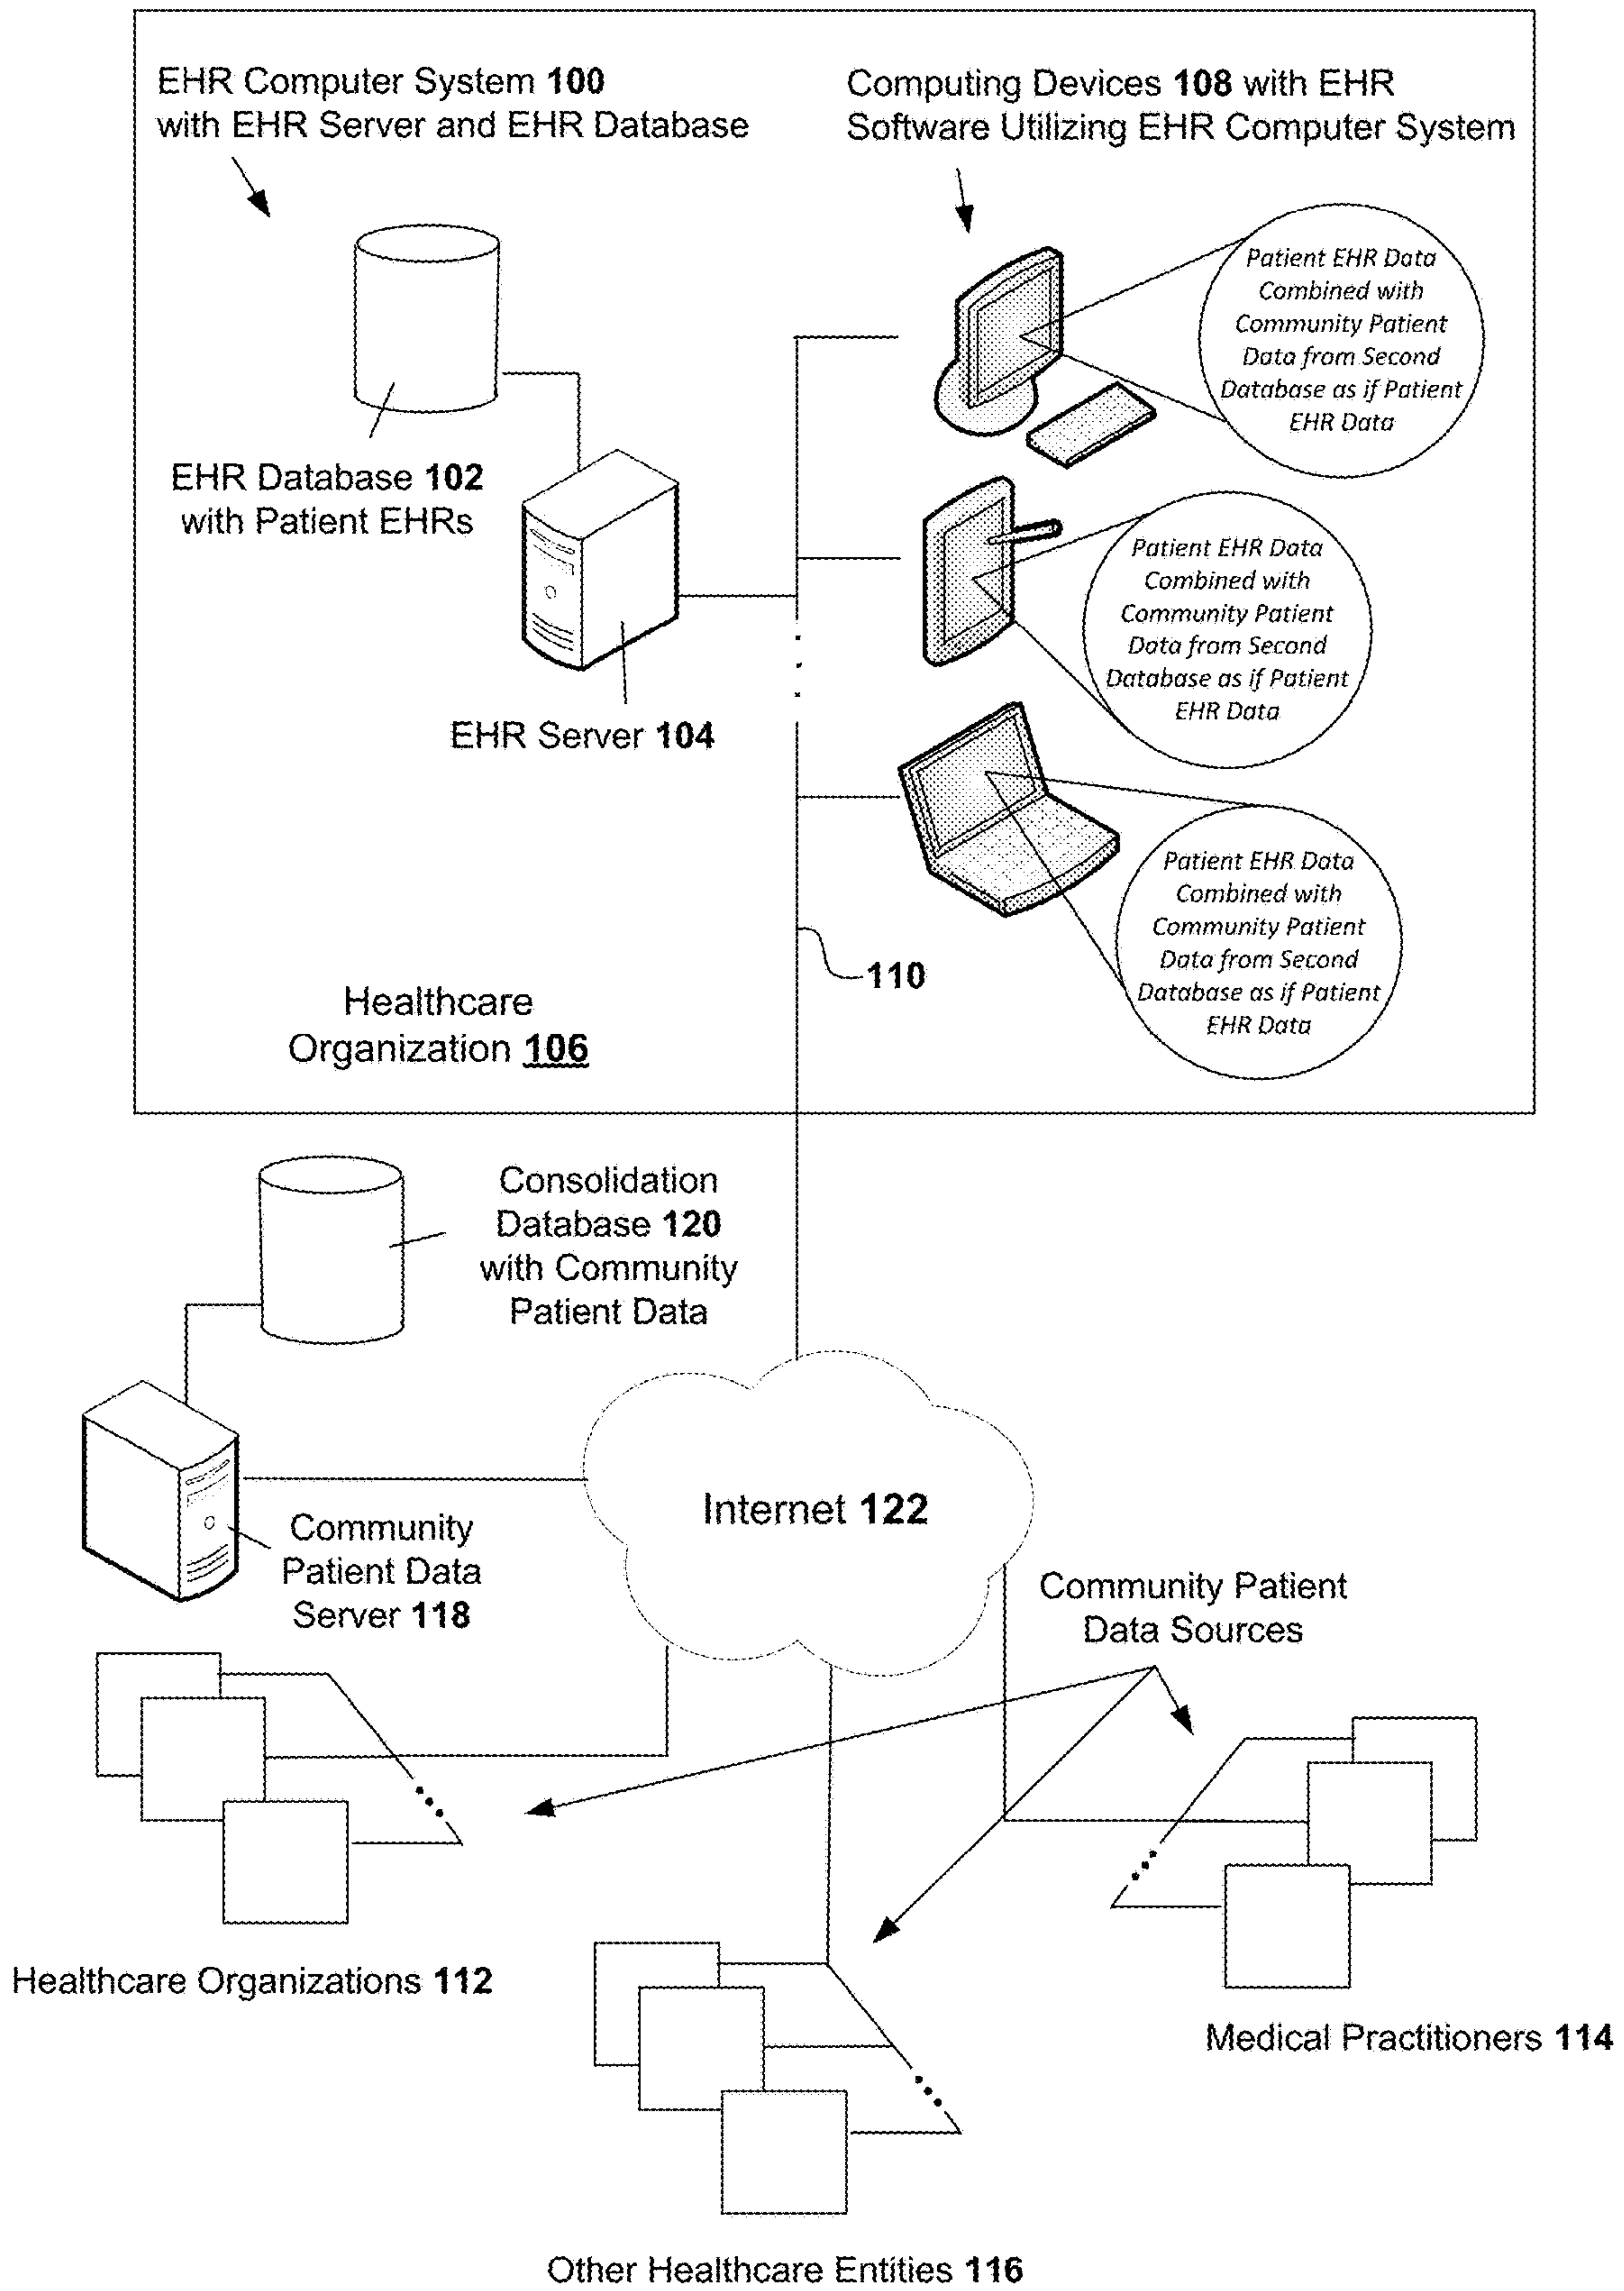 EHR Computer System 100
with EHR Server and EHR Database
Computing Devices 108 with EHR
Software Utilizing EHR Computer System
Patient EHR Data
Combined with
Community Patient
Data from Second
Database as if Patient
EHR Data
EHR Database 102
with Patient EHRs
Patient EHR Data
Combined with
Community Patient
Data from Second
Database as if Patient
EHR Data
EHR Server 104
Patient EHR Data
Combined with
Community Patient
Data from Second
Database as if Patient
EHR Data
110
Healthcare
Organization 106
Consolidation
Database 120
with Community
Patient Data
Internet 122
Community
Patient Data
Server 118
Community Patient
Data Sources
Healthcare Organizations 112
Medical Practitioners 114
Other Healthcare Entities 116